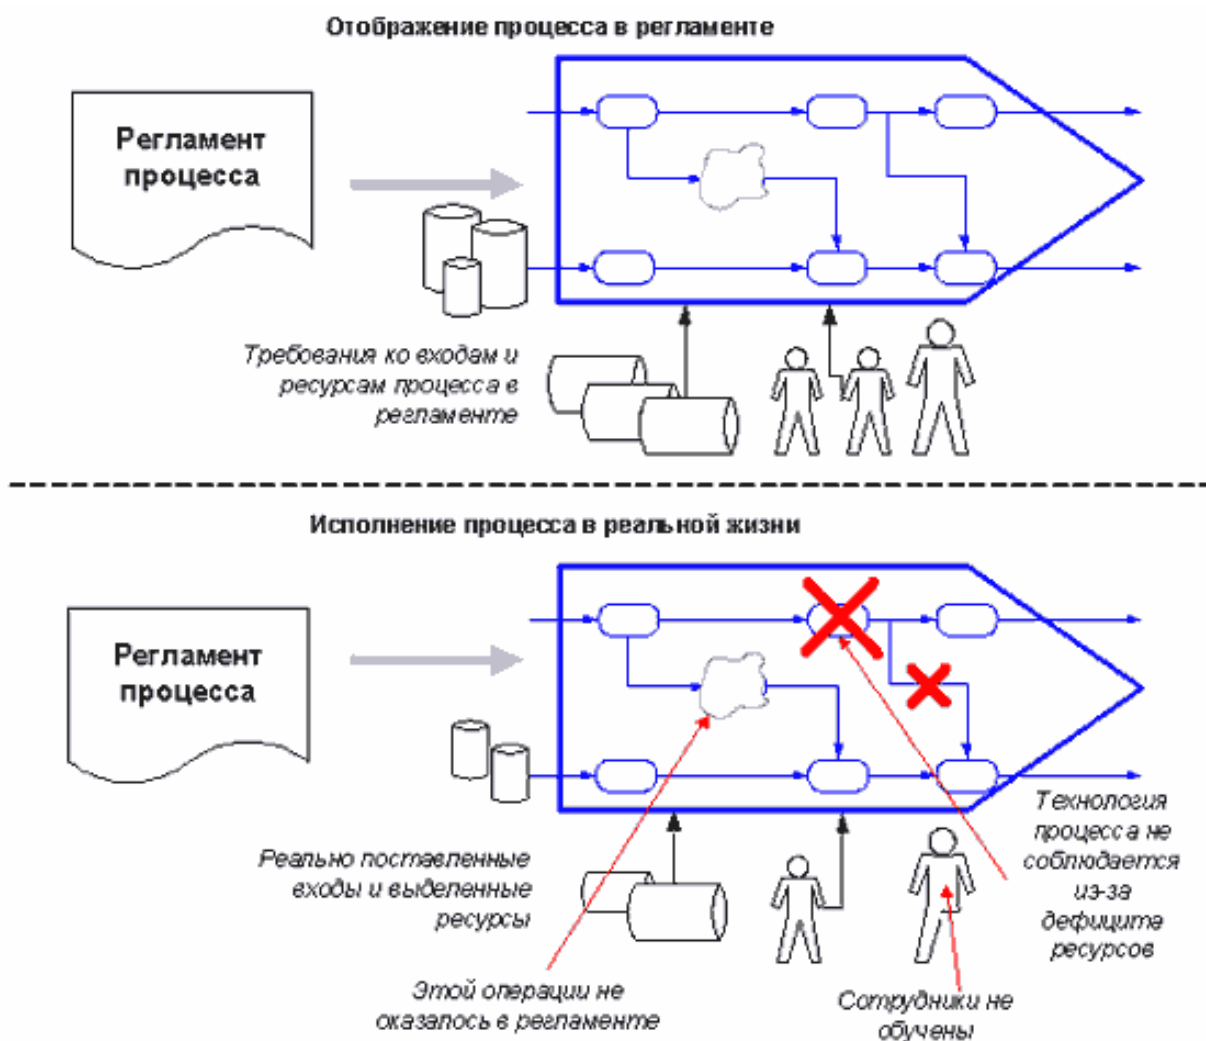 Отображение процесса в регламенте
Регламент
процесса
Требования ко входам и
ресурсам процесса в
регламенте
Исполнение процесса в реальной жизни
Регламент
процесса
Реально поставленные
входы и выделенные
ресурсы
Этой операции не
оказалось в регламенте
Сотрудники не
обучены
Технология
процесса не
соблюдается
из-за
дефицита
ресурсов